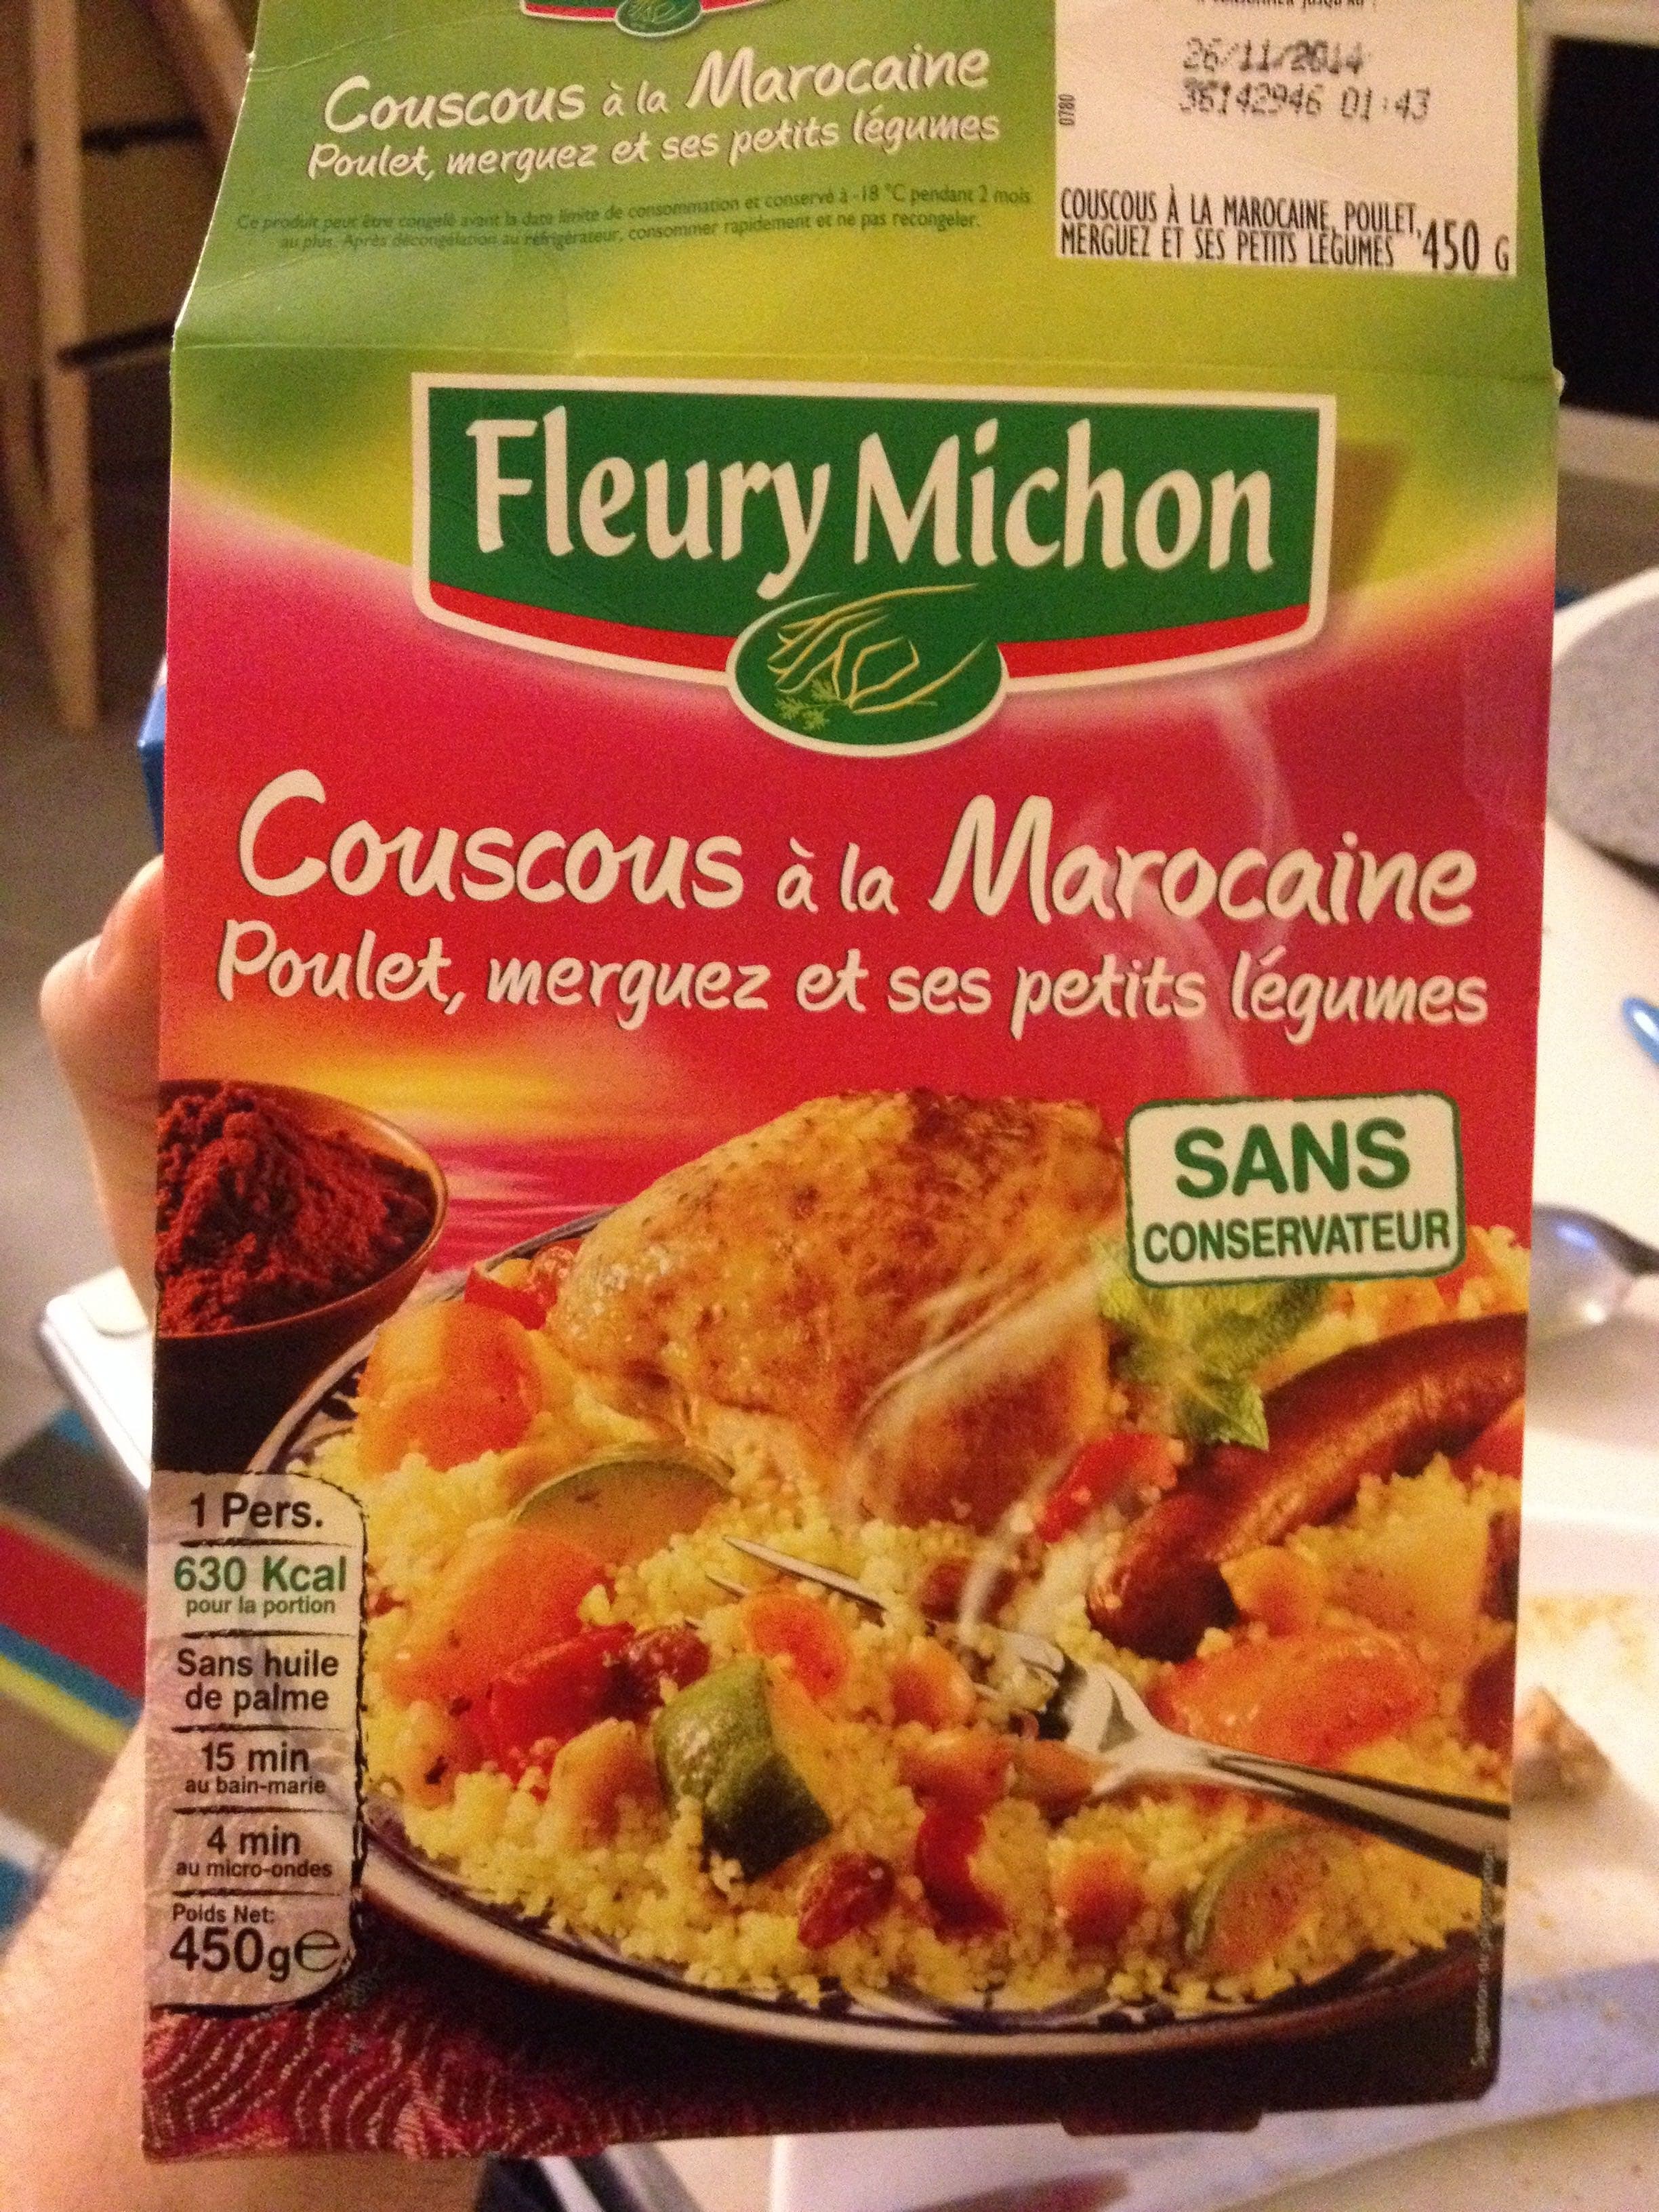 Couscous à la Marocaine
Poulet, merguez et ses petits légumes
Ce produit peut être congelé avant la date limite de consommation et conservé à -18 °C pendant 2 mois
au plus. Après décongélation au réfrigérateur, consommer rapidement et ne pas recongeler.
26/11/2014
36142946 01:43
0780
COUSCOUS À LA MAROCAINE, POULET,
MERGUEZ ET SES PETITS LÉGUMES 450 G
Fleury Michon
Couscous à la Marocaine
Poulet, merguez et ses petits légumes
SANS
CONSERVATEUR
1 Pers.
630 Kcal
pour la portion
Sans huile
de palme
15 min
au bain-marie
4 min
au micro-ondes
Poids Net:
450g℮
Suggestion de présentation